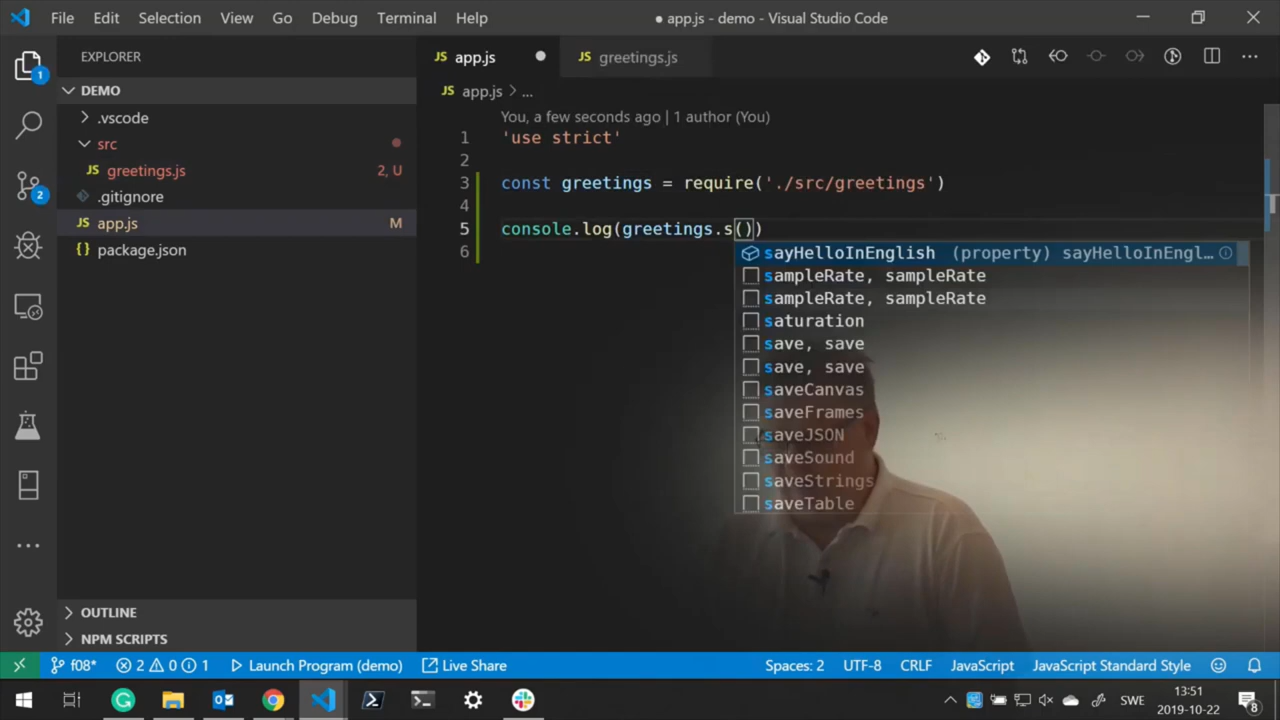 File Edit Selection View Go Debug Terminal Help ● app.js - demo - Visual Studio Code
EXPLORER
JS app.js ● JS greetings.js
DEMO
JS app.js > ...
.vscode
You, a few seconds ago | 1 author (You)
src
1 'use strict'
2
JS greetings.js 2, U
3 const greetings = require('./src/greetings')
.gitignore
4
JS app.js M
5 console.log(greetings.s())
{} package.json
6
sayHelloInEnglish (property) sayHelloInEngl…
sampleRate, sampleRate
sampleRate, sampleRate
saturation
save, save
save, save
saveCanvas
saveFrames
saveJSON
saveSound
saveStrings
saveTable
1
2
OUTLINE
NPM SCRIPTS
f08* 2 0 1 Launch Program (demo) Live Share Spaces: 2 UTF-8 CRLF JavaScript JavaScript Standard Style
SWE 13:51
2019-10-22 8